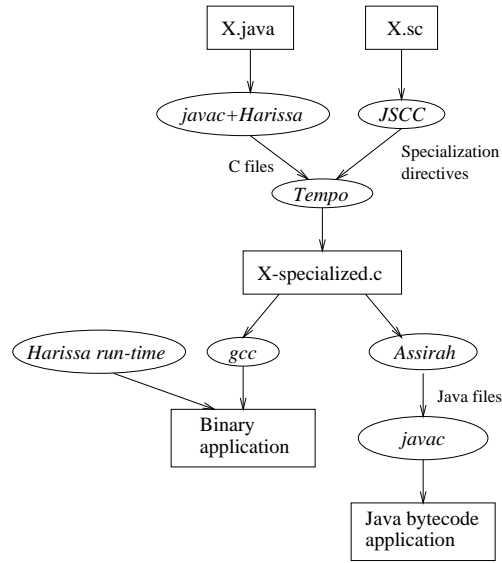 X.java
X.sc
javac+Harissa
JSCC
C files
Specialization
directives
Tempo
X-specialized.c
Harissa run-time
gcc
Assirah
Java files
Binary
application
javac
Java bytecode
application